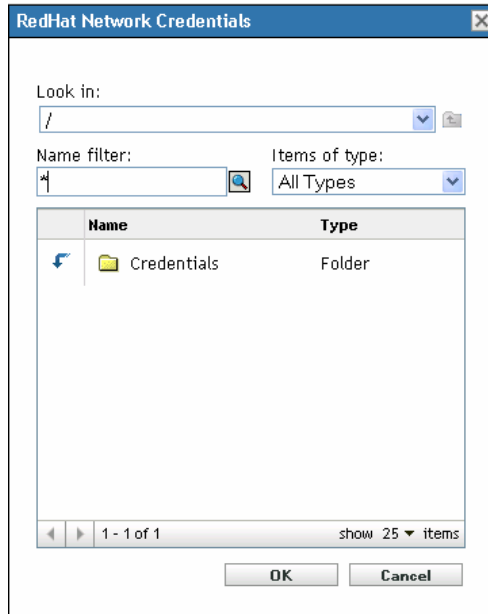 RedHat Network Credentials
Look in:
/
Name filter: Items of type:
* All Types
Name Type
Credentials Folder
1 - 1 of 1 show 25 items
OK Cancel